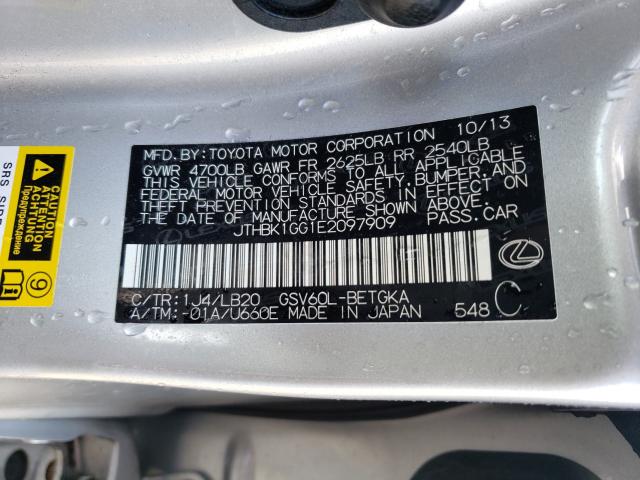 MFD.BY:TOYOTA MOTOR CORPORATION 10/13
GVWR 4700LB GAWR FR 2625LB RR 2540LB
THIS VEHICLE CONFORMS TO ALL APPLICABLE
FEDERAL MOTOR VEHICLE SAFETY, BUMPER, AND
THEFT PREVENTION STANDARDS IN EFFECT ON
THE DATE OF MANUFACTURE SHOWN ABOVE.
JTHBK1GG1E2097909 PASS.CAR
C/TR:1J4/LB20 GSV60L-BETGKA
A/TM:-01A/U660E MADE IN JAPAN 548 C
SRS SIDE
CAUTION
ACHTUNG
ATTENTION
Предупреждение
9